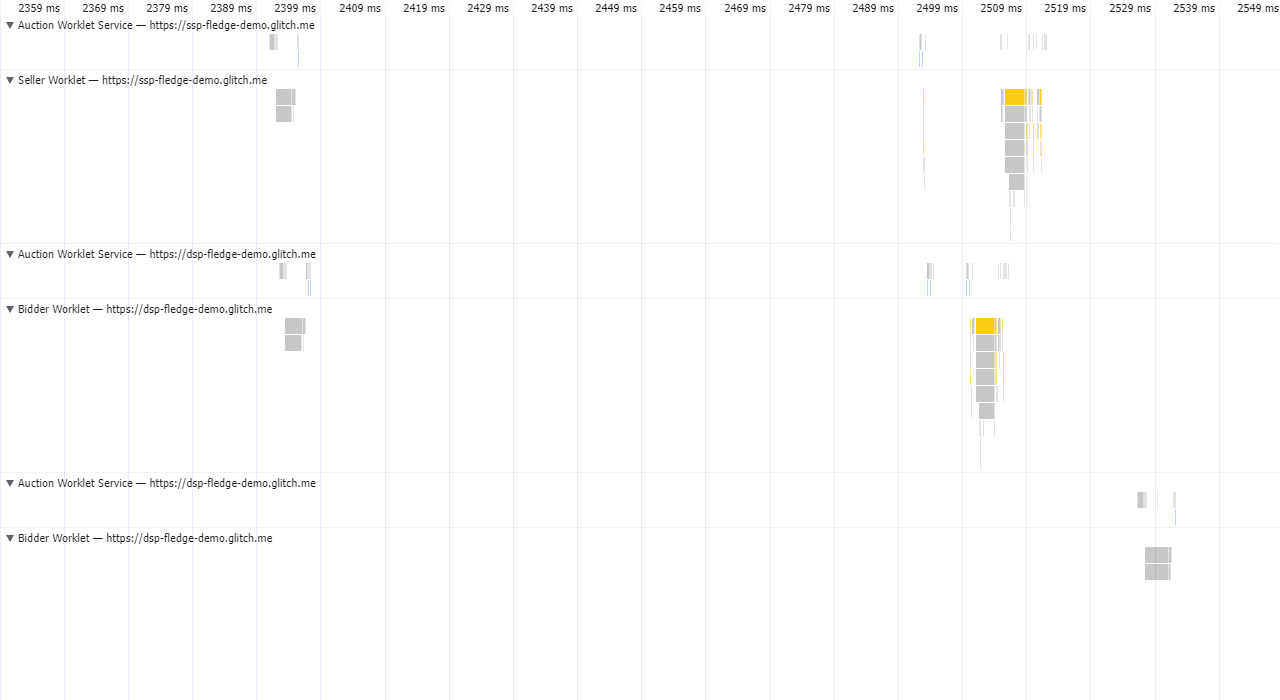 2359 ms 2369 ms 2379 ms 2389 ms 2399 ms 2409 ms 2419 ms 2429 ms 2439 ms 2449 ms 2459 ms 2469 ms 2479 ms 2489 ms 2499 ms 2509 ms 2519 ms 2529 ms 2539 ms 2549 ms
Auction Worklet Service — https://ssp-fledge-demo.glitch.me
Seller Worklet — https://ssp-fledge-demo.glitch.me
Auction Worklet Service — https://dsp-fledge-demo.glitch.me
Bidder Worklet — https://dsp-fledge-demo.glitch.me
Auction Worklet Service — https://dsp-fledge-demo.glitch.me
Bidder Worklet — https://dsp-fledge-demo.glitch.me